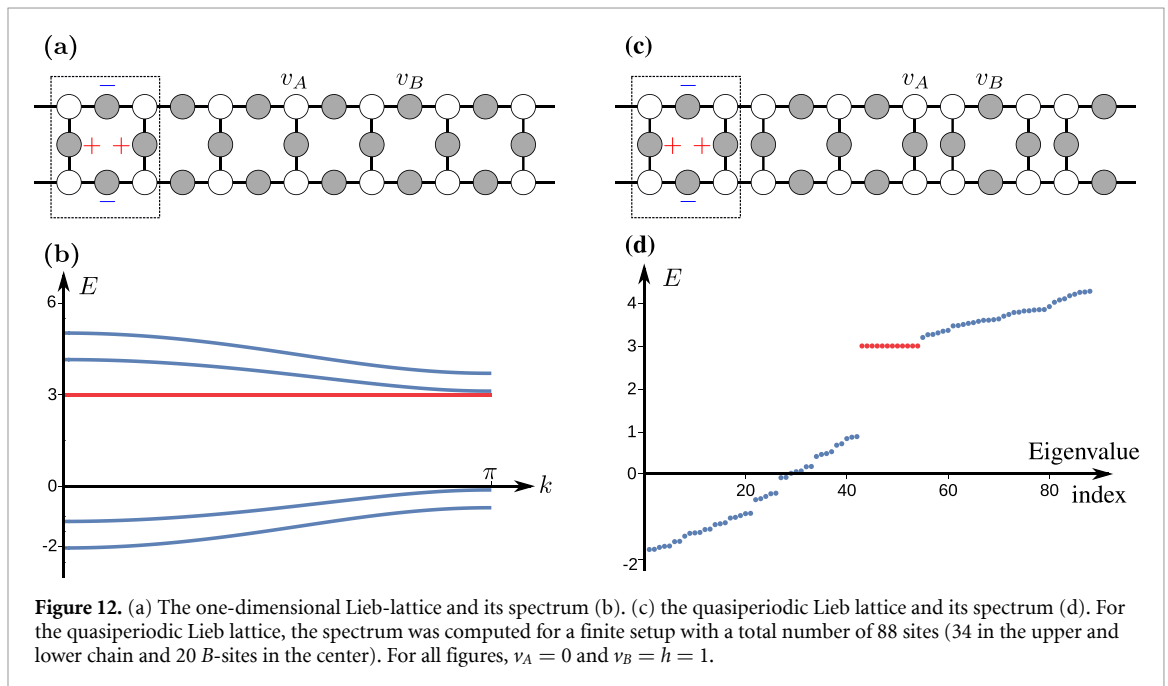 (a)
(c)
− v_A v_B
− v_A v_B
+ +
+ +
−
−
(b)
(d)
E
6
3
0
-2
π
k
E
4
3
2
1
0
-2
20
40
60
80
Eigenvalue
index
Figure 12. (a) The one-dimensional Lieb-lattice and its spectrum (b). (c) the quasiperiodic Lieb lattice and its spectrum (d). For
the quasiperiodic Lieb lattice, the spectrum was computed for a finite setup with a total number of 88 sites (34 in the upper and
lower chain and 20 B-sites in the center). For all figures, v_A = 0 and v_B = h = 1.